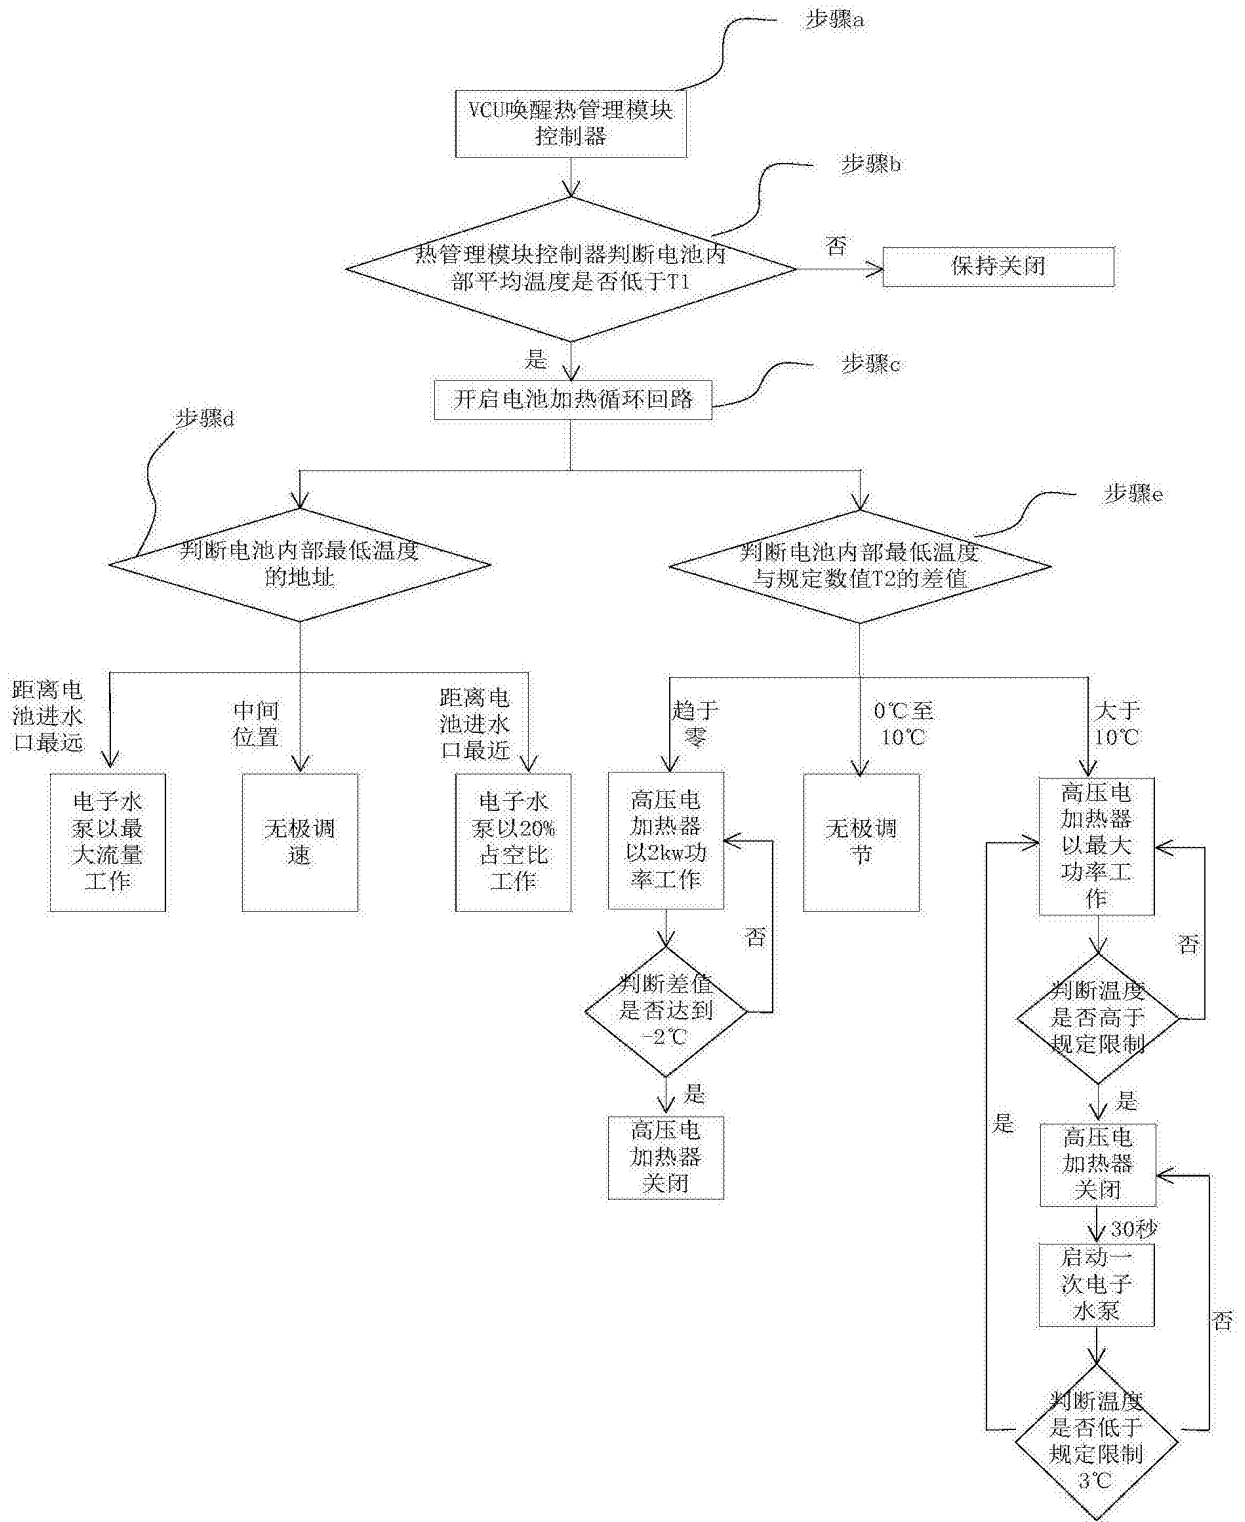 步骤a
VCU唤醒热管理模块
控制器
步骤b
热管理模块控制器判断电池内
部平均温度是否低于T1
否
保持关闭
是
步骤c
开启电池加热循环回路
步骤d
判断电池内部最低温度
的地址
步骤e
判断电池内部最低温度
与规定数值T2的差值
距离电
池进水
口最远
中间
位置
距离电
池进水
口最近
趋于
零
0℃至
10℃
大于
10℃
电子水
泵以最
大流量
工作
无极调
速
电子水
泵以20%
占空比
工作
高压电
加热器
以2kw功
率工作
无极调
节
高压电
加热器
以最大
功率工
作
否
判断差值
是否达到
-2℃
是
高压电
加热器
关闭
否
判断温度
是否高于
规定限制
是
是
高压电
加热器
关闭
30秒
启动一
次电子
水泵
否
判断温度
是否低于
规定限制
3℃